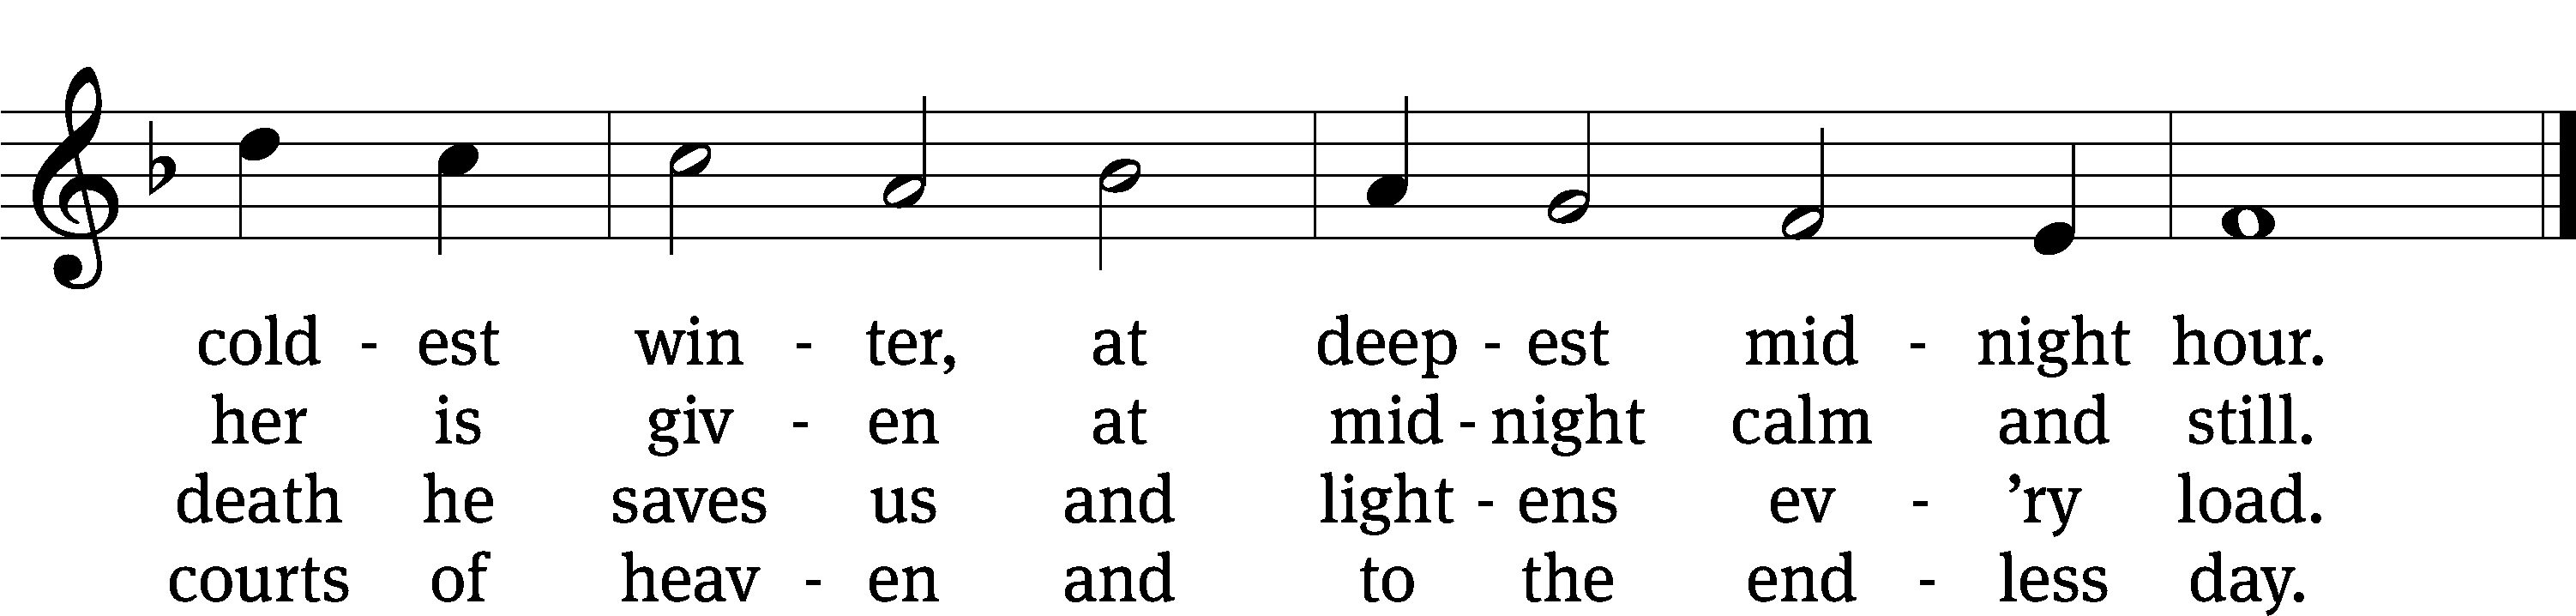 cold - est win - ter, at deep - est mid - night hour.
her is giv - en at mid - night calm and still.
death he saves us and light - ens ev - ’ry load.
courts of heav - en and to the end - less day.